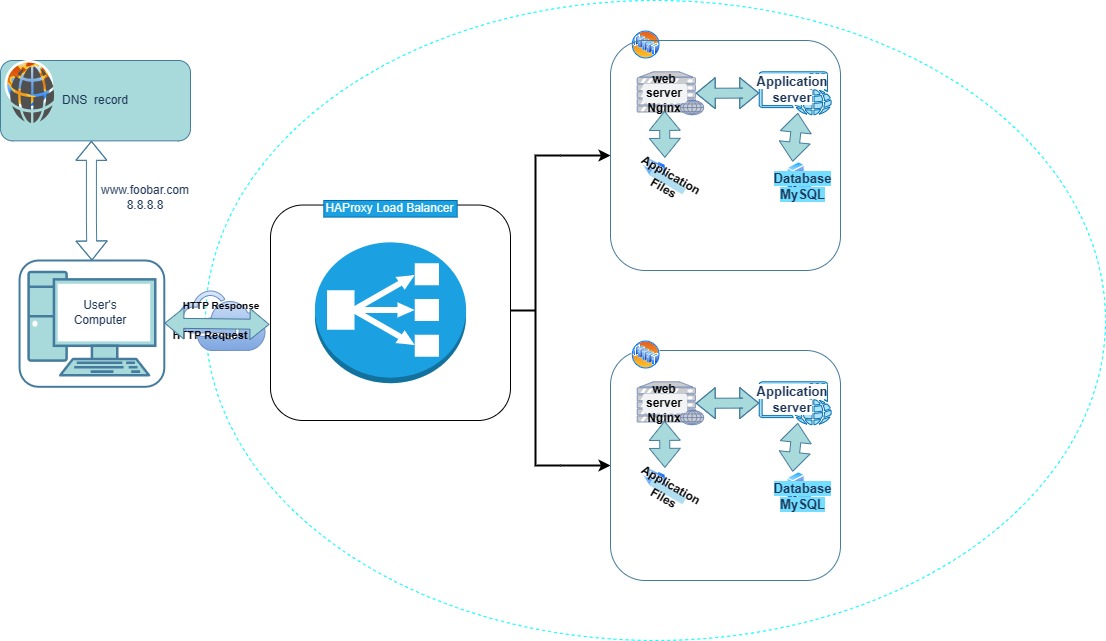 DNS record
www.foobar.com
8.8.8.8
User's
Computer
HTTP Response
HTTP Request
HAProxy Load Balancer
web
server
Nginx
Application
server
Application
Files
Database
MySQL
web
server
Nginx
Application
server
Application
Files
Database
MySQL